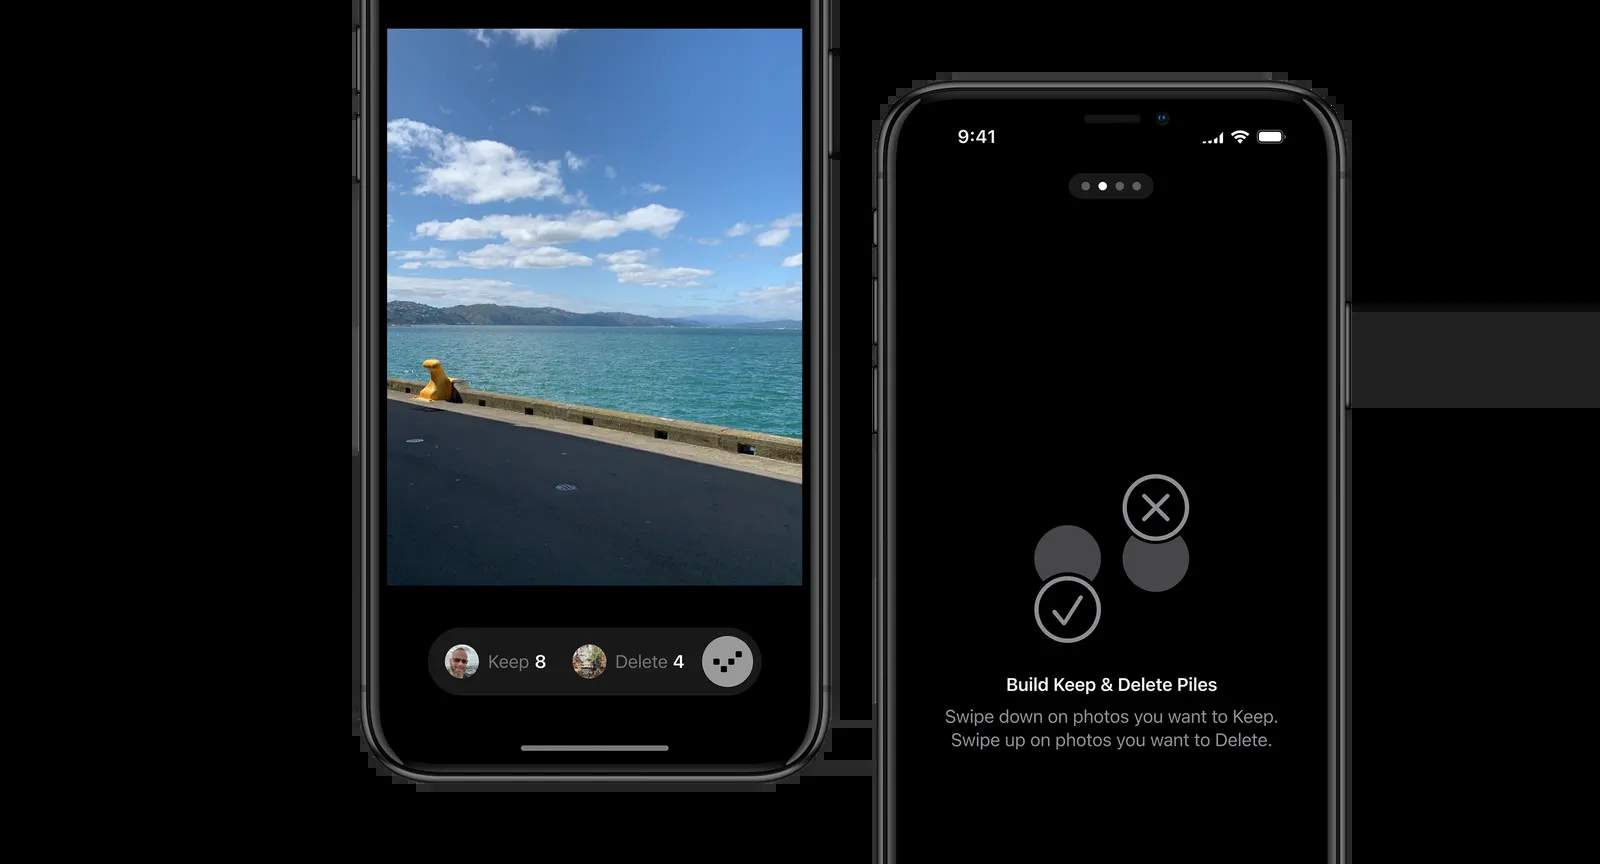 Keep 8 Delete 4
9:41
Build Keep & Delete Piles
Swipe down on photos you want to Keep.
Swipe up on photos you want to Delete.